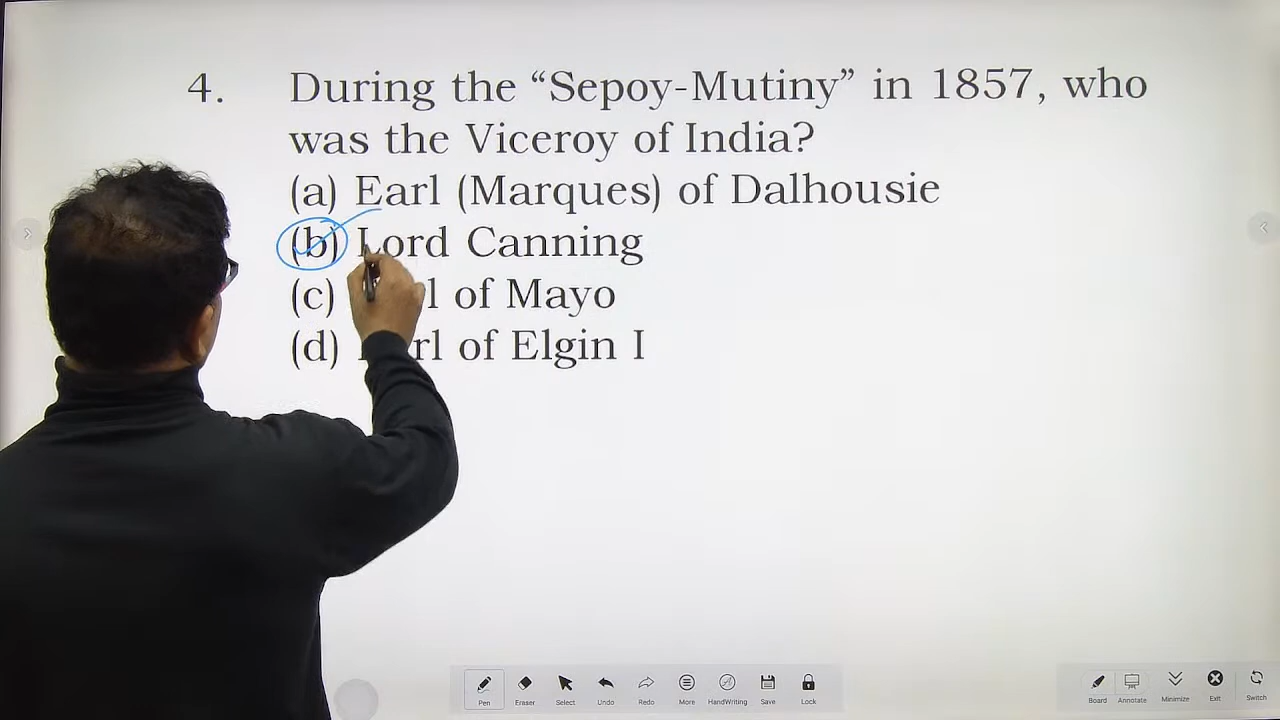 4. During the “Sepoy-Mutiny” in 1857, who
was the Viceroy of India?
(a) Earl (Marques) of Dalhousie
(b) Lord Canning
(c) of Mayo
(d) of Elgin I
Pen Eraser Select Undo Redo More HandWriting Save Lock Board Annotate Minimize Exit Switch